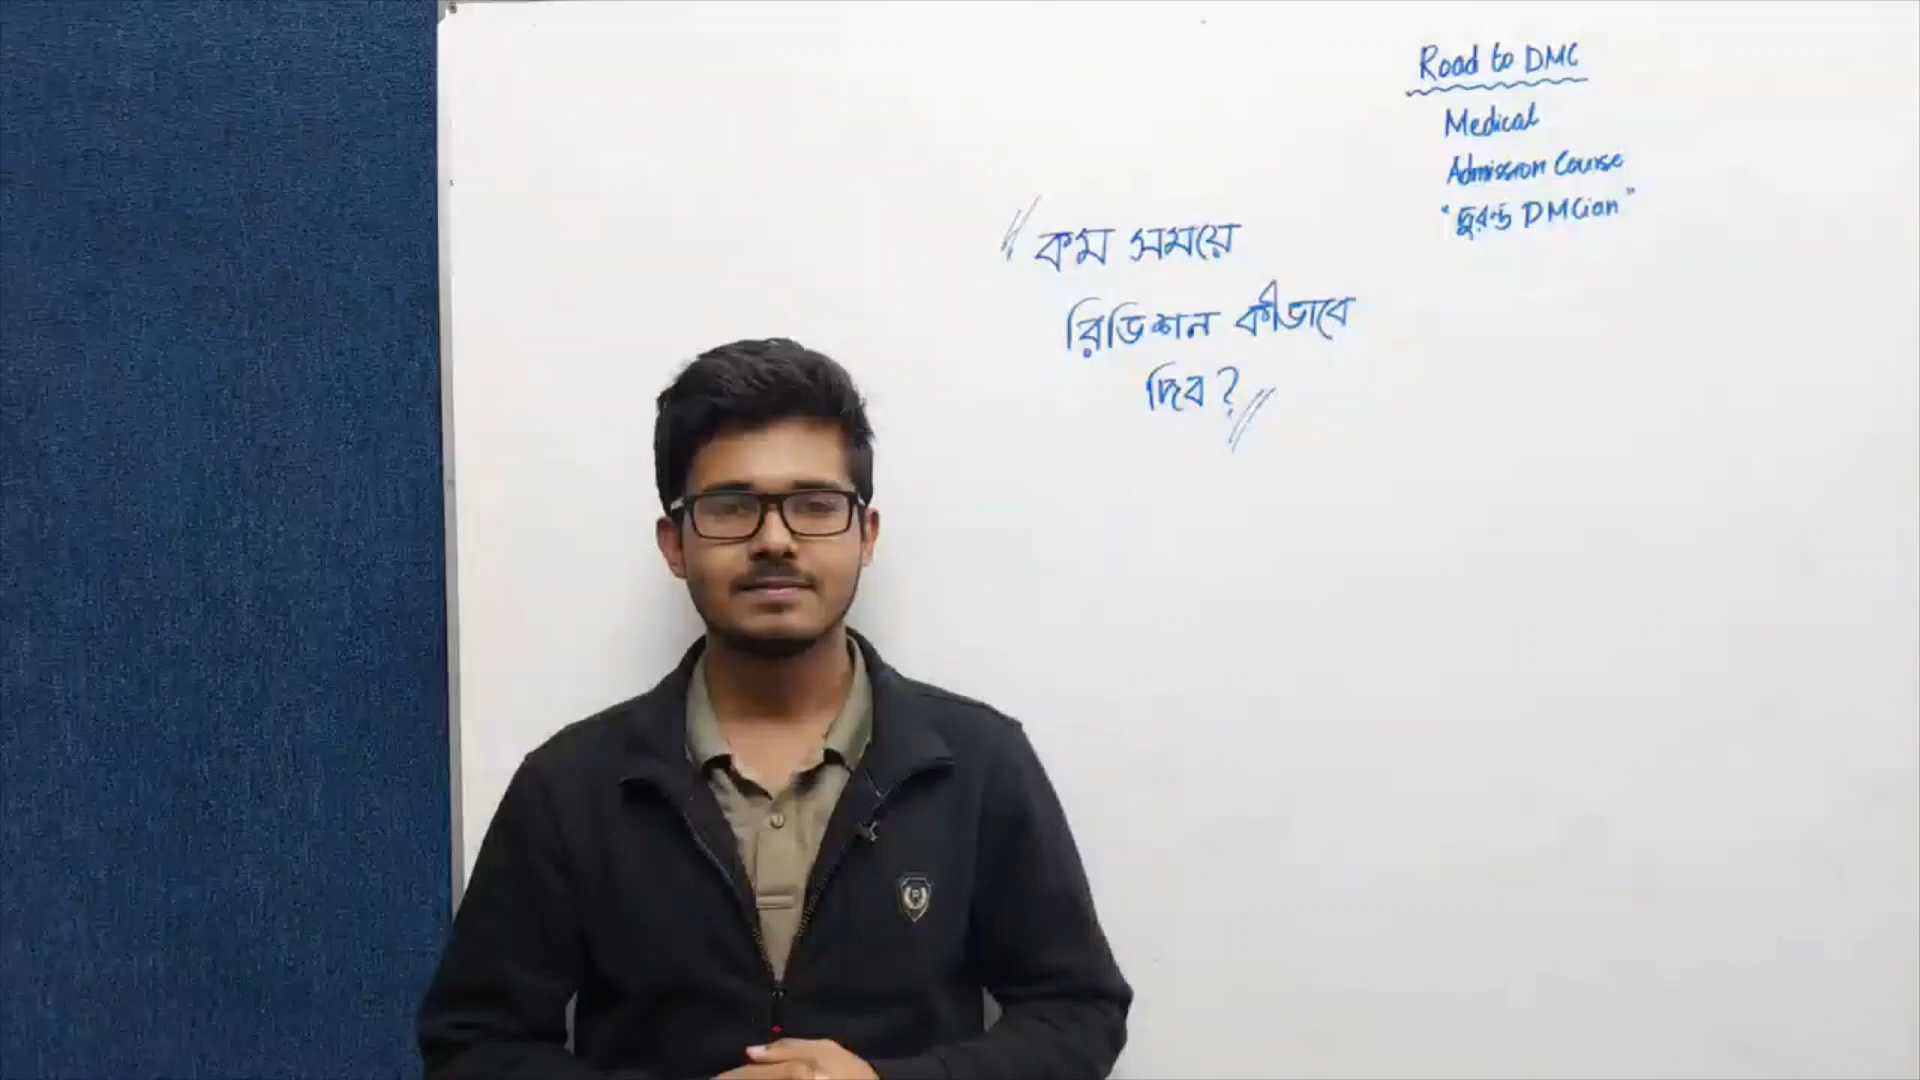 Road to DMC
Medical
Admission Course
"দুরন্ত DMCian"
"কম সময়ে
রিভিশন কীভাবে
দিব?"